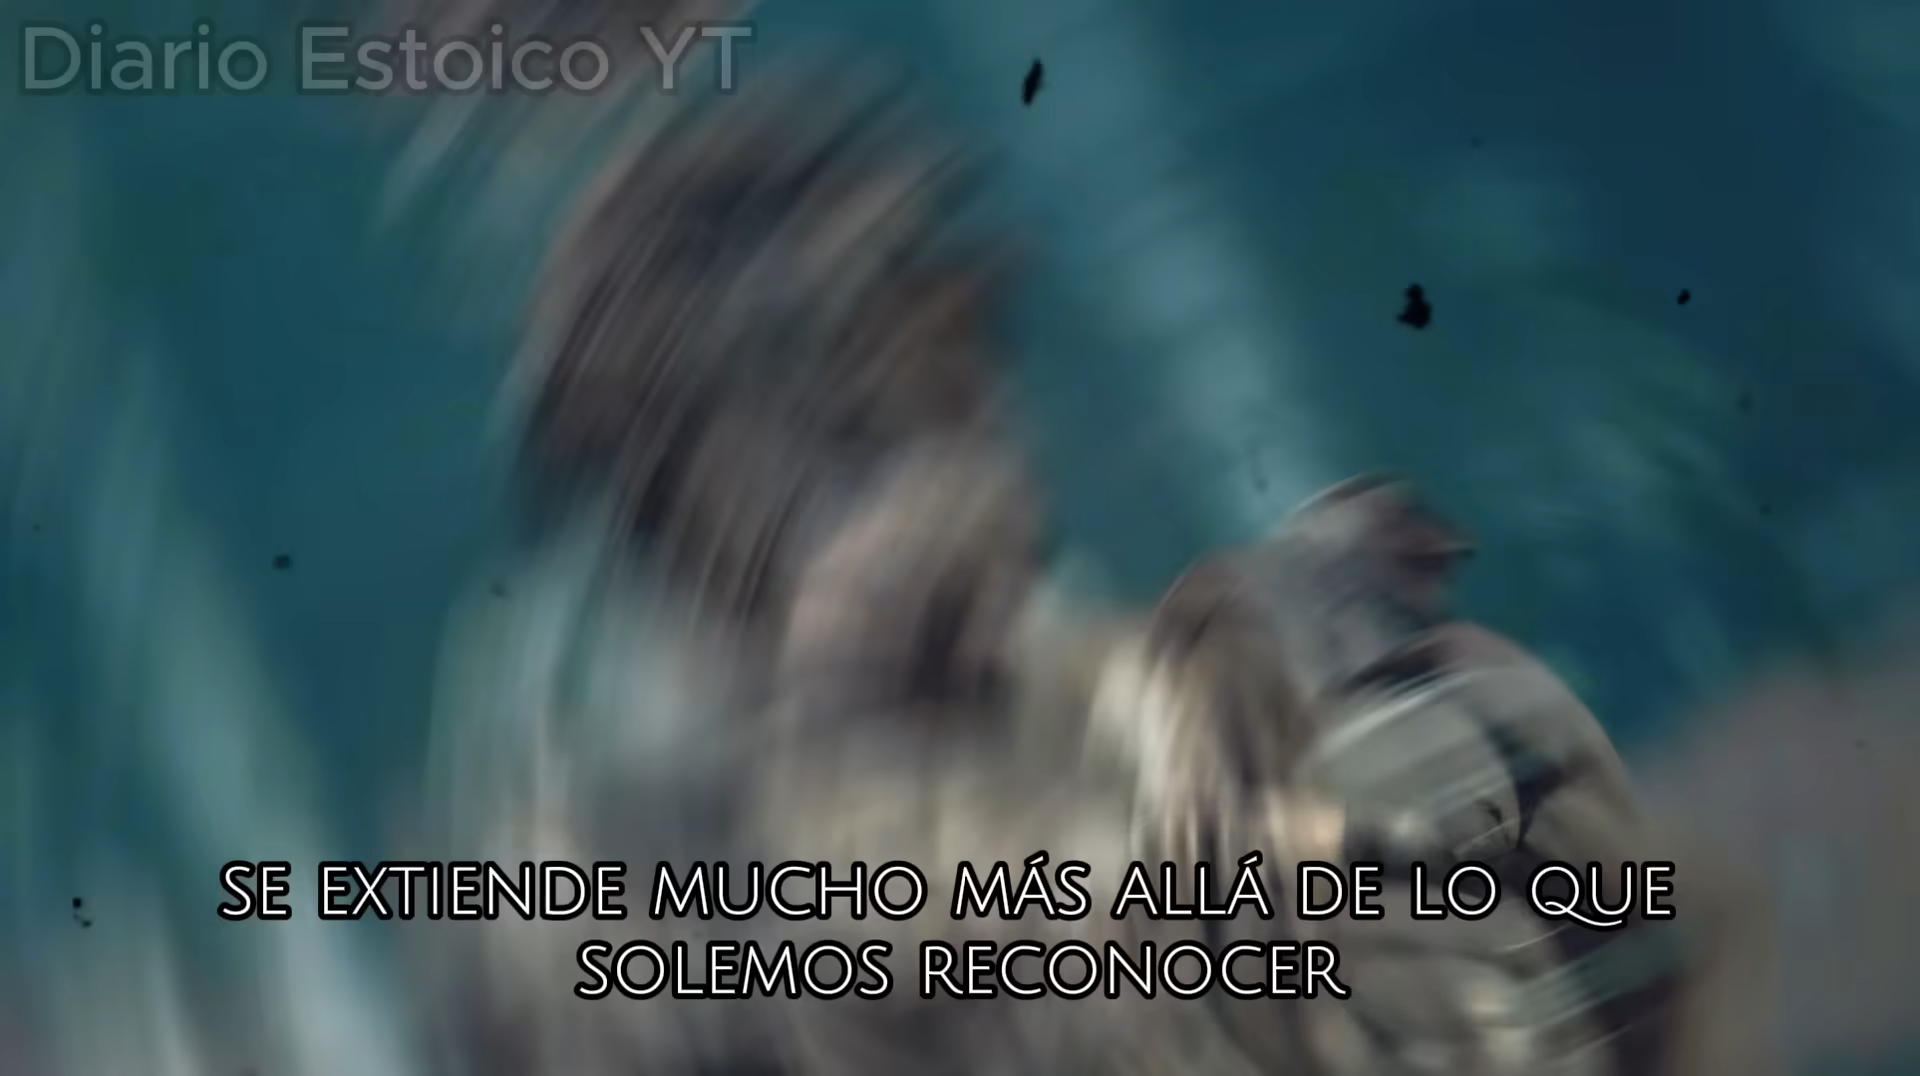 Diario Estoico YT
SE EXTIENDE MUCHO MÁS ALLÁ DE LO QUE
SOLEMOS RECONOCER